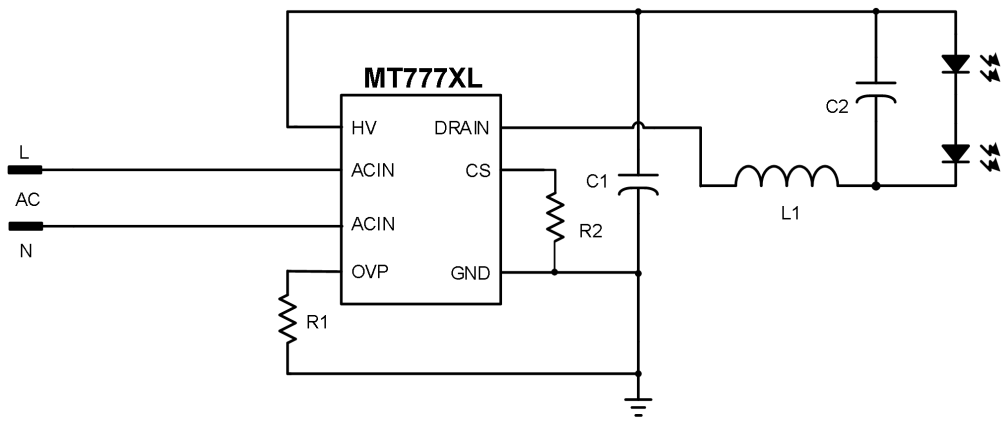 MT777XL
HV
DRAIN
C2
L
ACIN
CS
C1
AC
L1
ACIN
R2
N
OVP
GND
R1